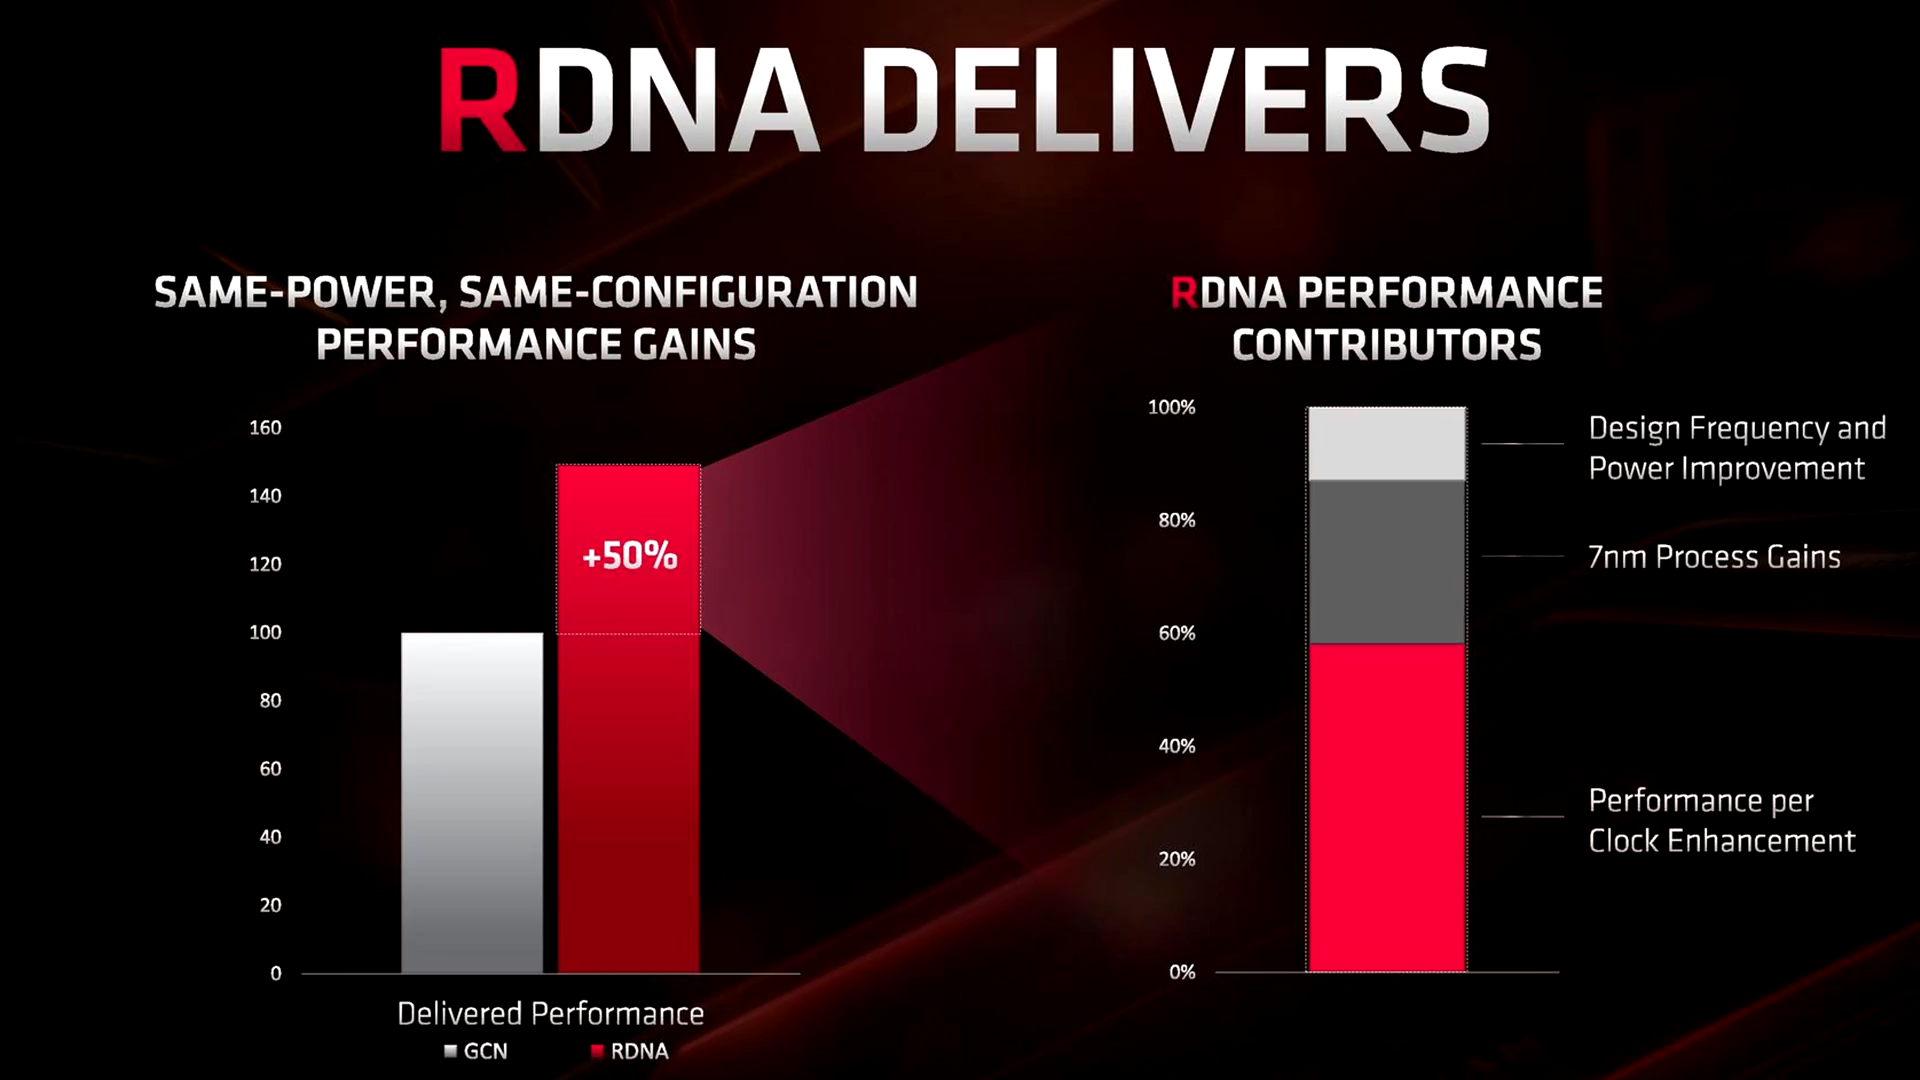 RDNA DELIVERS
SAME-POWER, SAME-CONFIGURATION
PERFORMANCE GAINS
160
140
120
100
80
60
40
20
0
+50%
Delivered Performance
GCN RDNA
RDNA PERFORMANCE
CONTRIBUTORS
100%
80%
60%
40%
20%
0%
Design Frequency and
Power Improvement
7nm Process Gains
Performance per
Clock Enhancement